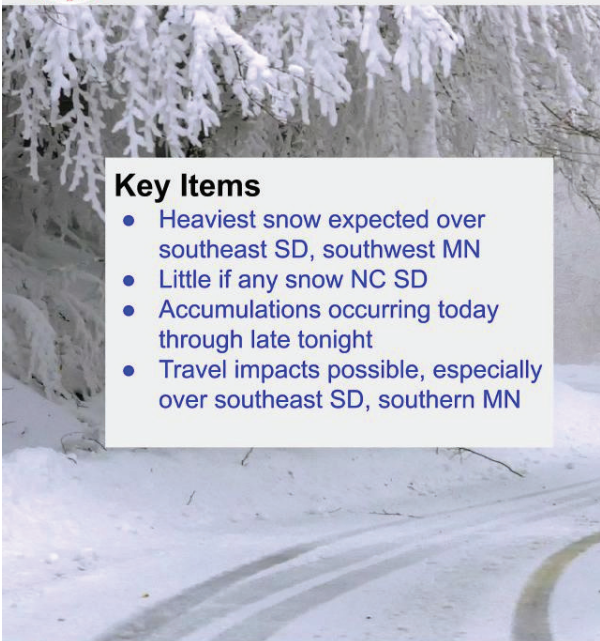 Key Items
● Heaviest snow expected over
southeast SD, southwest MN
● Little if any snow NC SD
● Accumulations occurring today
through late tonight
● Travel impacts possible, especially
over southeast SD, southern MN